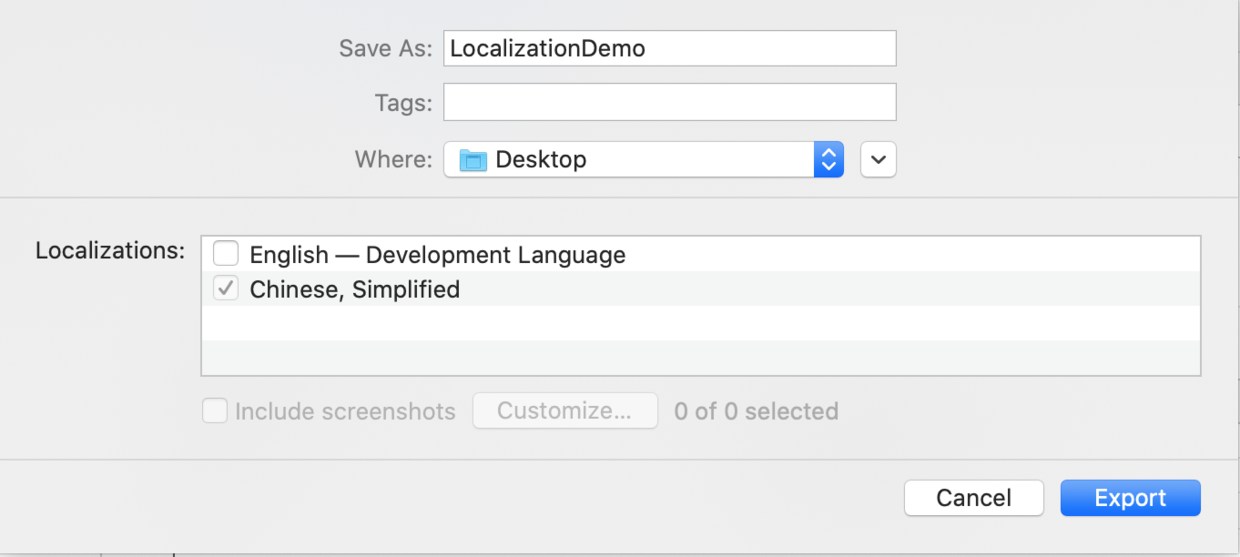 Save As: LocalizationDemo
Tags:
Where: Desktop
Localizations: English — Development Language
Chinese, Simplified
Include screenshots Customize... 0 of 0 selected
Cancel Export